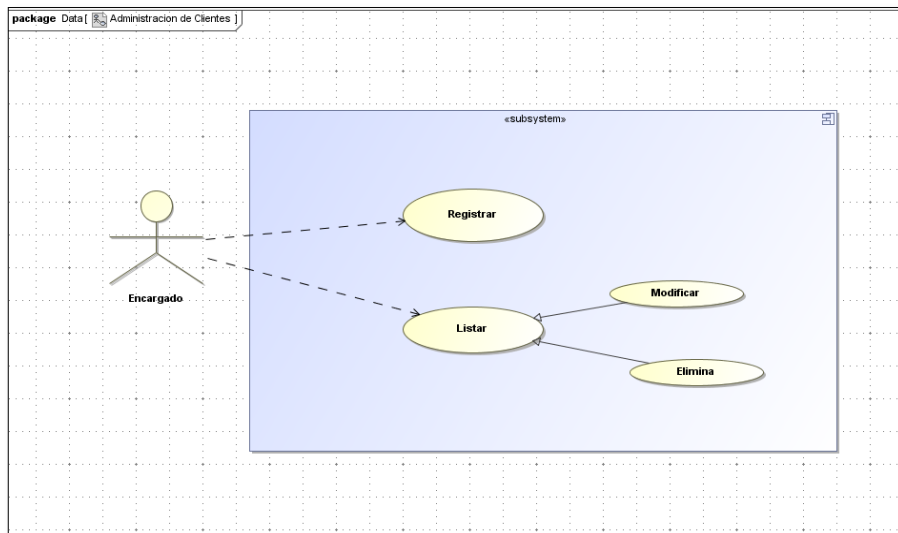 package Data [ Administracion de Clientes ]
«subsystem»
Registrar
Encargado
Modificar
Listar
Elimina